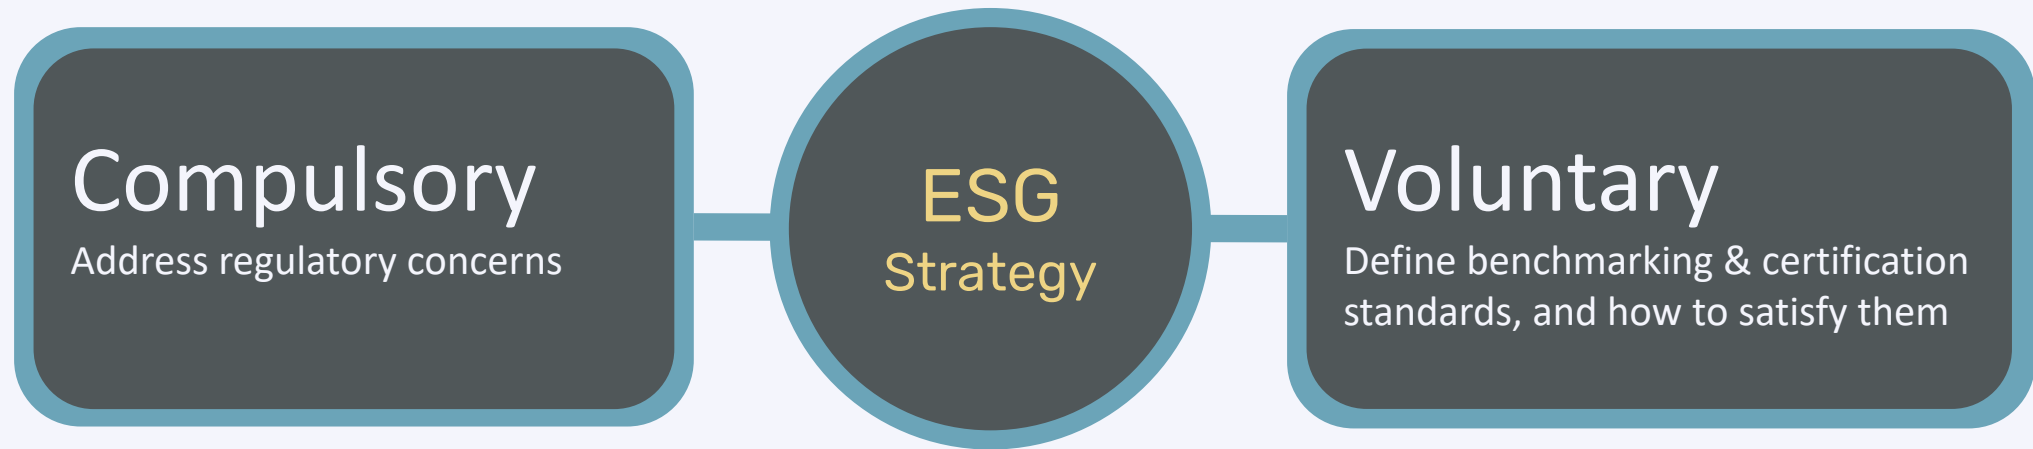 Compulsory
Address regulatory concerns
ESG
Strategy
Voluntary
Define benchmarking & certification
standards, and how to satisfy them